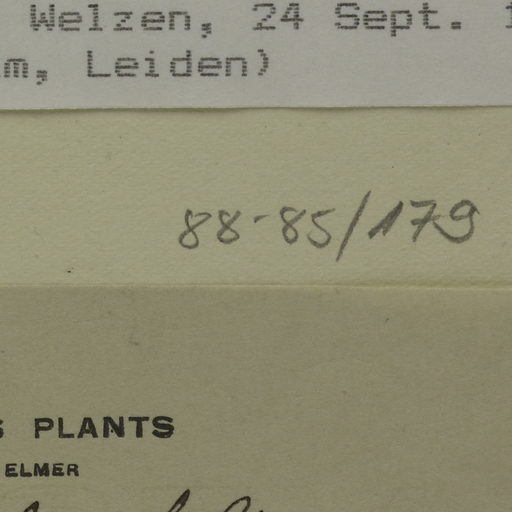 Welzen, 24 Sept.
m, Leiden)
88-85/179
S PLANTS
ELMER